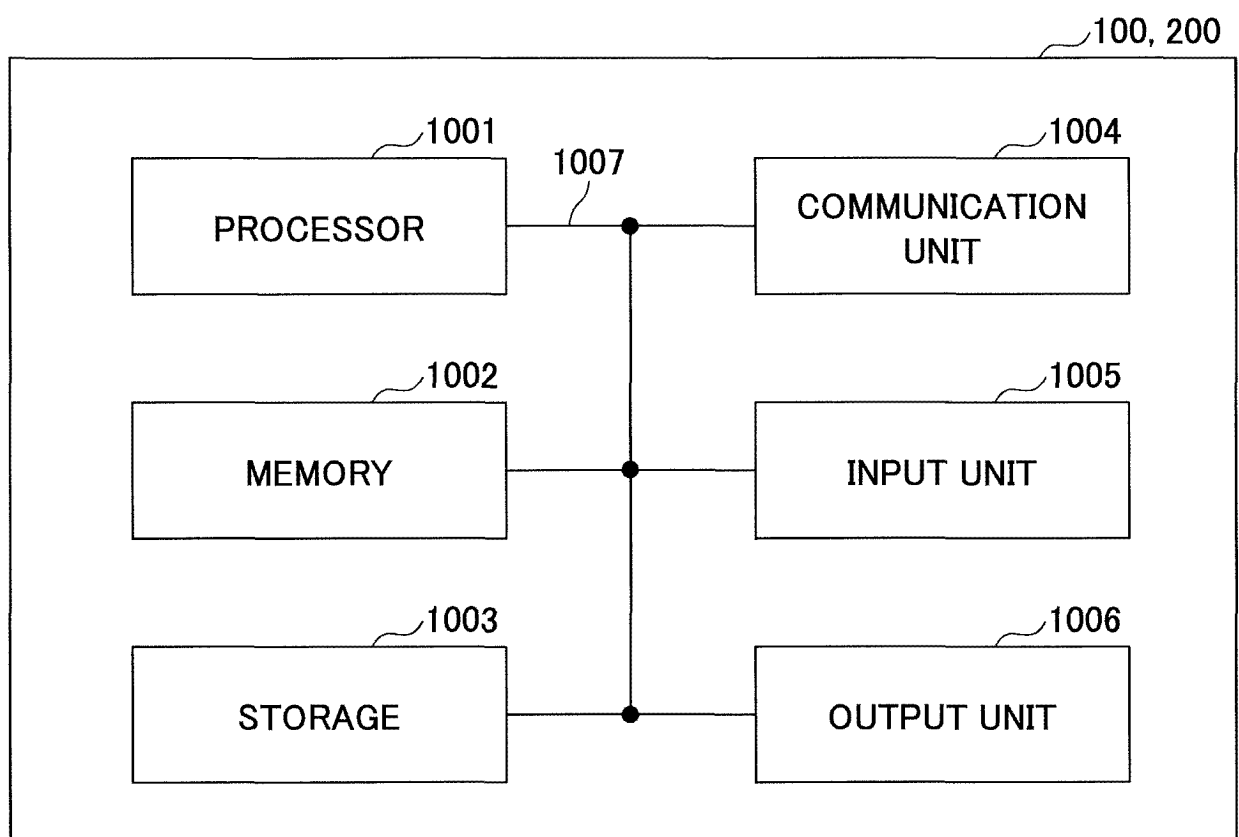 100, 200
1001
1007
1004
PROCESSOR
COMMUNICATION
UNIT
1002
1005
MEMORY
INPUT UNIT
1003
1006
STORAGE
OUTPUT UNIT